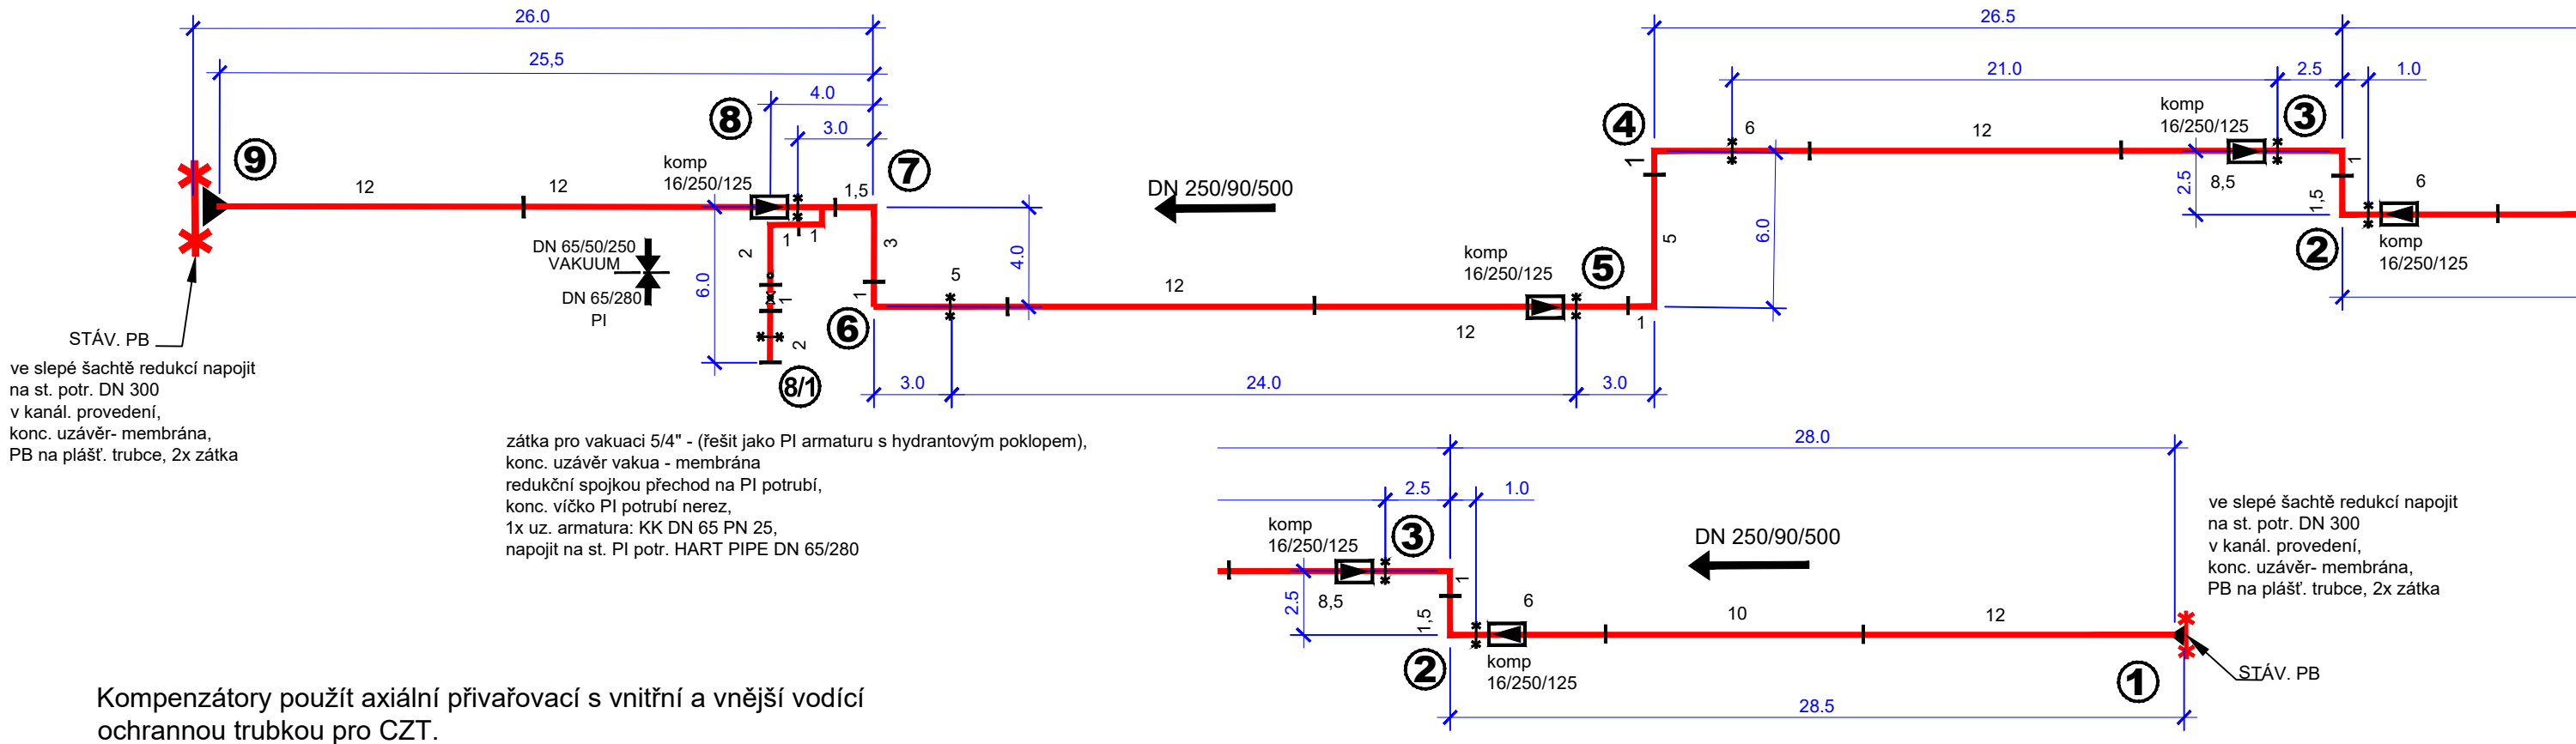 26.0
25,5
4.0
3.0
8
9
7
komp
16/250/125
12
12
1,5
1
1
2
3
1
DN 65/50/250
VAKUUM
DN 65/280
PI
6.0
1
2
8/1
STÁV. PB
ve slepé šachtě redukcí napojit
na st. potr. DN 300
v kanál. provedení,
konc. uzávěr- membrána,
PB na plášť. trubce, 2x zátka
DN 250/90/500
4.0
6
5
12
12
komp
16/250/125
5
1
3.0
24.0
3.0
26.5
21.0
2.5
1.0
4
1
6
12
komp
16/250/125
3
8,5
2.5
1
1,5
6
2
komp
16/250/125
5
6.0
zátka pro vakuaci 5/4" - (řešit jako PI armaturu s hydrantovým poklopem),
konc. uzávěr vakua - membrána
redukční spojkou přechod na PI potrubí,
konc. víčko PI potrubí nerez,
1x uz. armatura: KK DN 65 PN 25,
napojit na st. PI potr. HART PIPE DN 65/280
28.0
2.5
1.0
komp
16/250/125
3
8,5
2.5
1
1,5
6
2
komp
16/250/125
DN 250/90/500
10
12
1
28.5
ve slepé šachtě redukcí napojit
na st. potr. DN 300
v kanál. provedení,
konc. uzávěr- membrána,
PB na plášť. trubce, 2x zátka
STÁV. PB
Kompenzátory použít axiální přivařovací s vnitřní a vnější vodící
ochrannou trubkou pro CZT.